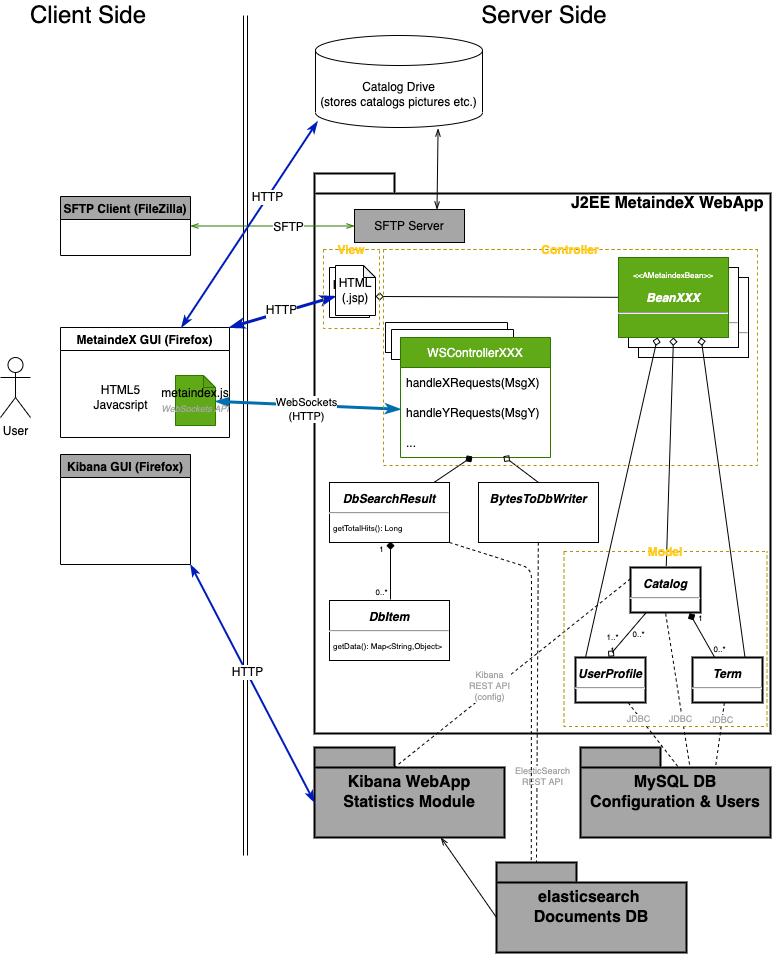 Client Side
Server Side
Catalog Drive
(stores catalogs pictures etc.)
HTTP
J2EE MetaindeX WebApp
SFTP Client (FileZilla)
SFTP
SFTP Server
View
Controller
HTML
(.jsp)
<<AMetaindexBean>>
BeanXXX
HTTP
MetaindeX GUI (Firefox)
HTML5
Javacsript
metaindex.js
WebSockets API
User
WebSockets
(HTTP)
WSControllerXXX
handleXRequests(MsgX)
handleYRequests(MsgY)
...
Kibana GUI (Firefox)
DbSearchResult
getTotalHits(): Long
BytesToDbWriter
1
0..*
DbItem
getData(): Map<String,Object>
Model
Catalog
1
1..*
0..*
1
0..*
UserProfile
Term
HTTP
Kibana
REST API
(config)
JDBC
JDBC
JDBC
ElasticSearch
REST API
Kibana WebApp
Statistics Module
MySQL DB
Configuration & Users
elasticsearch
Documents DB